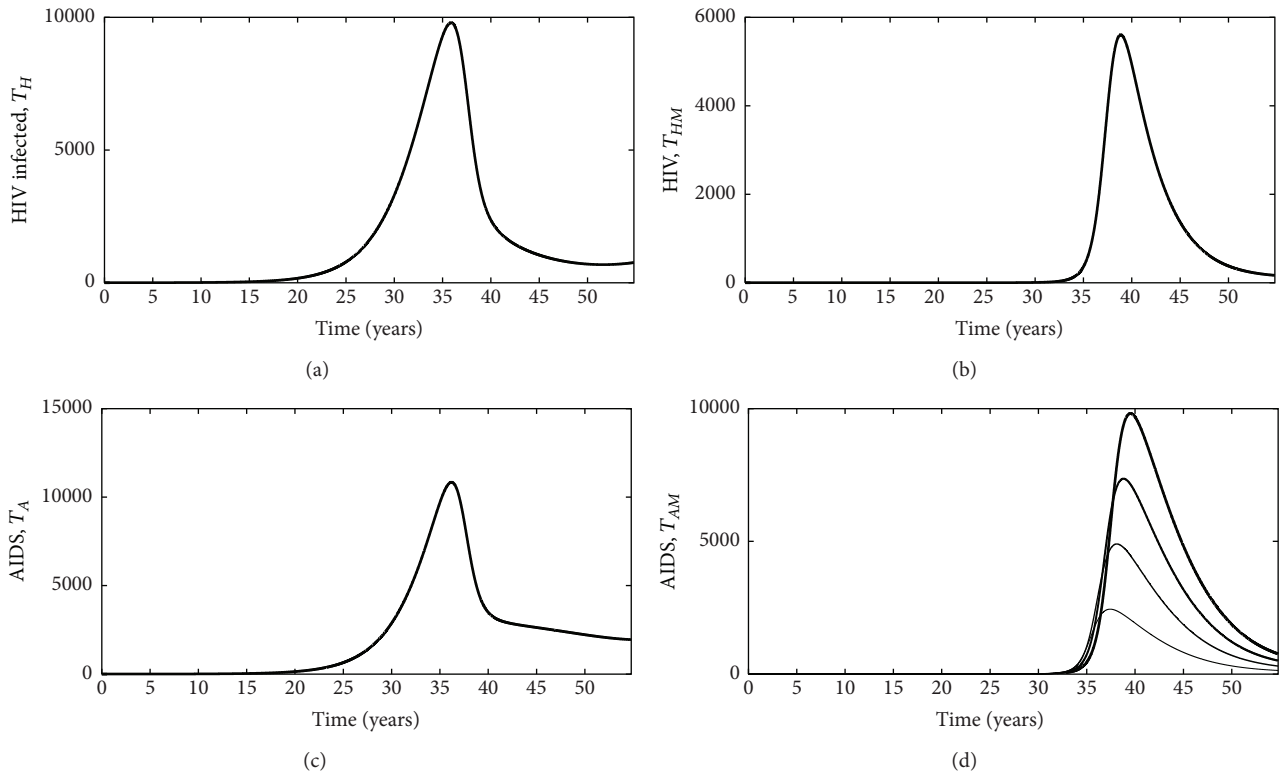 10000
5000
0
HIV infected, T_H
0 5 10 15 20 25 30 35 40 45 50
Time (years)
(a)
6000
4000
2000
0
HIV, T_HM
0 5 10 15 20 25 30 35 40 45 50
Time (years)
(b)
15000
10000
5000
0
AIDS, T_A
0 5 10 15 20 25 30 35 40 45 50
Time (years)
(c)
10000
5000
0
AIDS, T_AM
0 5 10 15 20 25 30 35 40 45 50
Time (years)
(d)